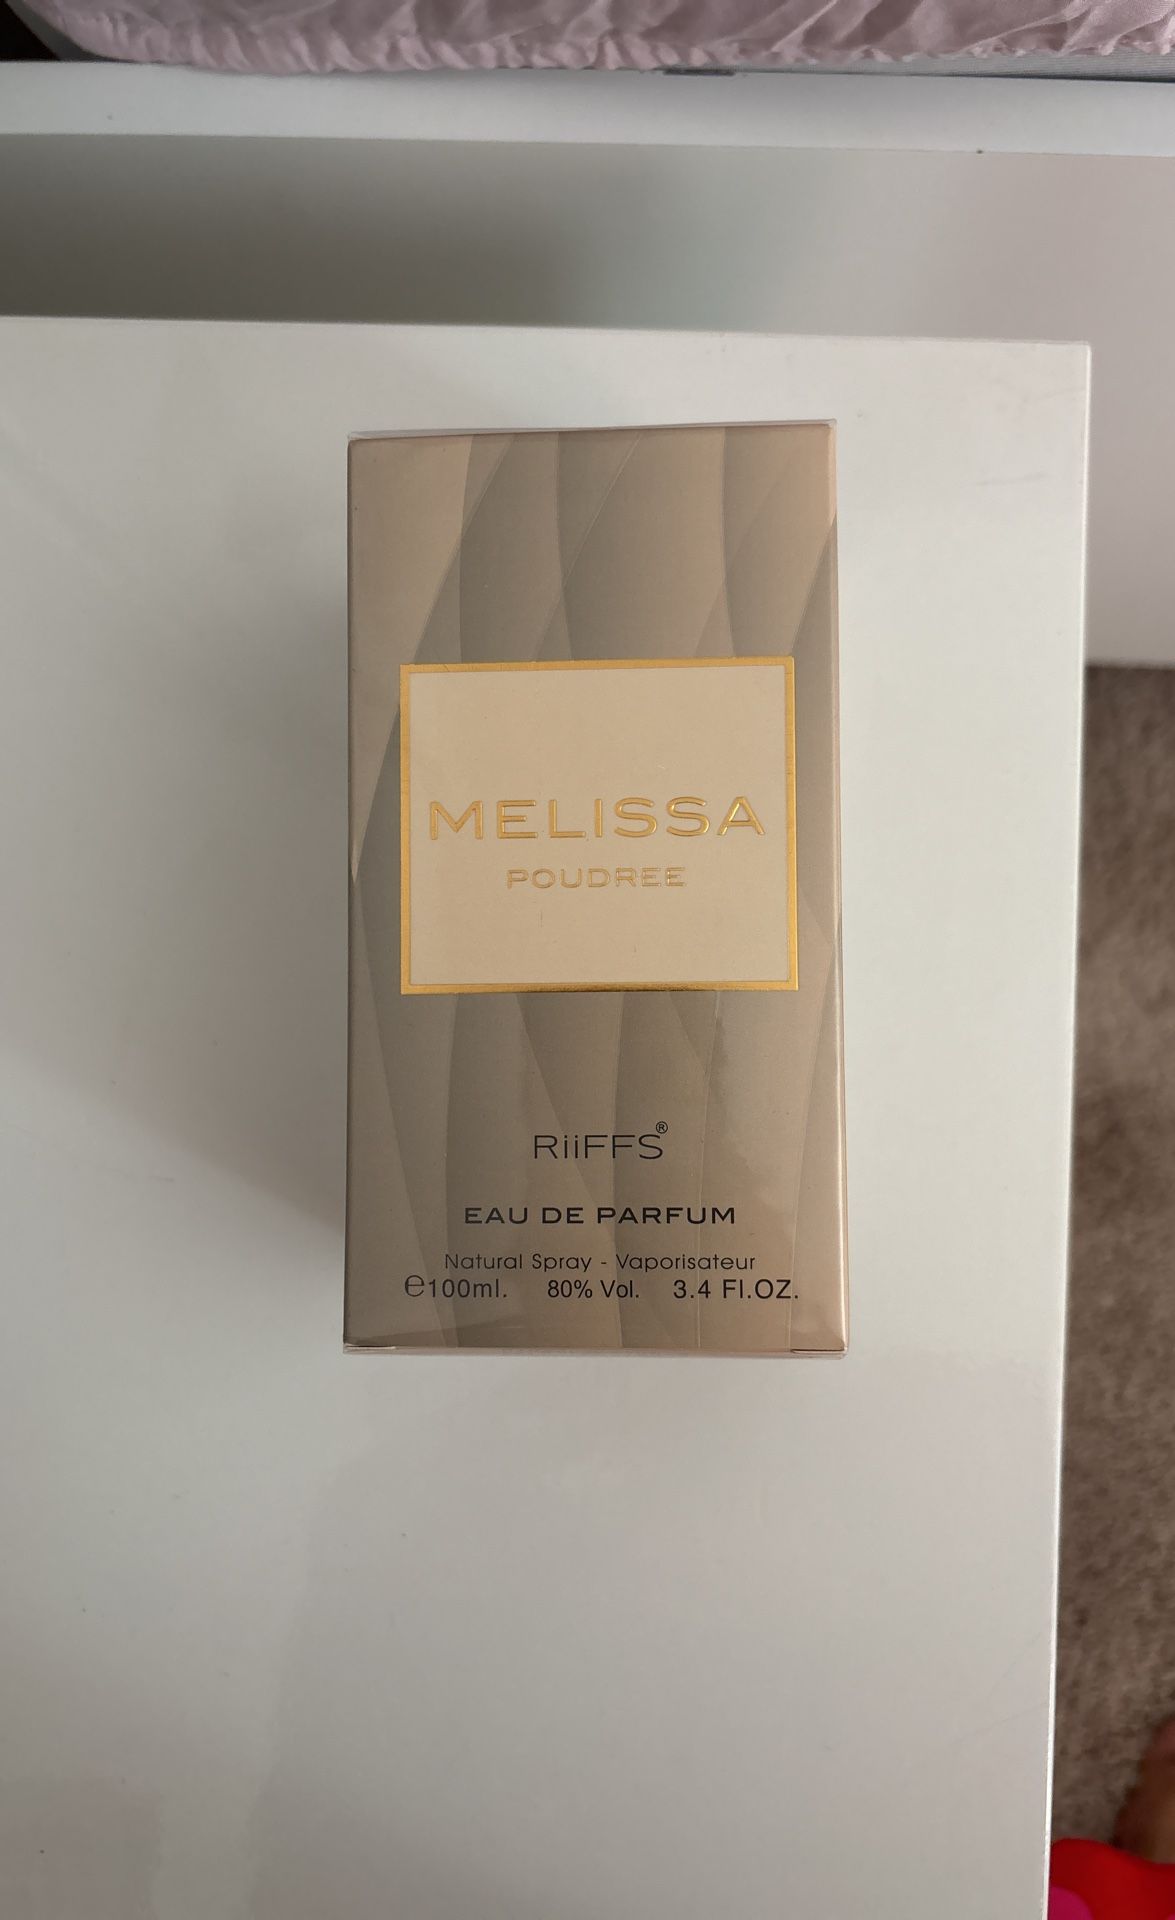 MELISSA
POUDREE
RiiFFS®
EAU DE PARFUM
Natural Spray - Vaporisateur
℮100ml. 80% Vol. 3.4 Fl.OZ.